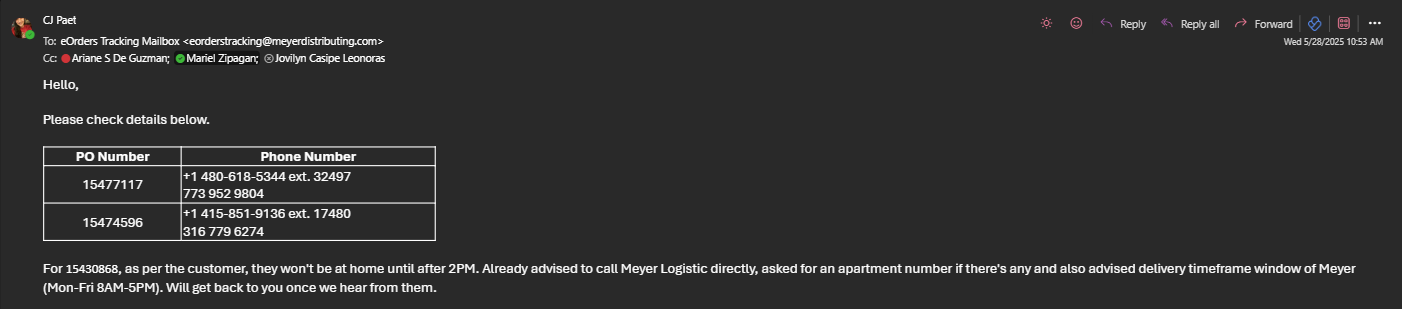 CJ Paet
Reply
Reply all
Forward
To: eOrders Tracking Mailbox <eorderstracking@meyerdistributing.com>
Wed 5/28/2025 10:53 AM
Cc: Ariane S De Guzman; Mariel Zipagan; Jovilyn Casipe Leonoras
Hello,
Please check details below.
PO Number Phone Number
15477117 +1 480-618-5344 ext. 32497
773 952 9804
15474596 +1 415-851-9136 ext. 17480
316 779 6274
For 15430868, as per the customer, they won't be at home until after 2PM. Already advised to call Meyer Logistic directly, asked for an apartment number if there's any and also advised delivery timeframe window of Meyer
(Mon-Fri 8AM-5PM). Will get back to you once we hear from them.